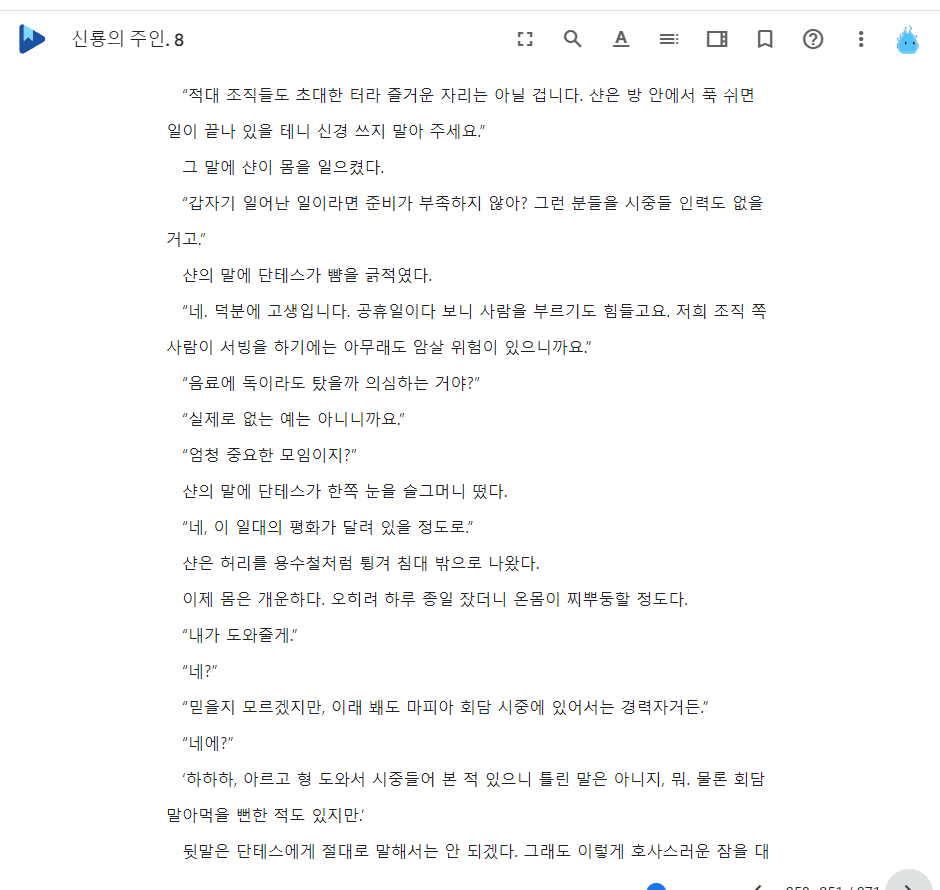 신룡의 주인. 8
“적대 조직들도 초대한 터라 즐거운 자리는 아닐 겁니다. 샨은 방 안에서 푹 쉬면
일이 끝나 있을 테니 신경 쓰지 말아 주세요.”
그 말에 샨이 몸을 일으켰다.
“갑자기 일어난 일이라면 준비가 부족하지 않아? 그런 분들을 시중들 인력도 없을
거고.”
샨의 말에 단테스가 뺨을 긁적였다.
“네. 덕분에 고생입니다. 공휴일이다 보니 사람을 부르기도 힘들고요. 저희 조직 쪽
사람이 서빙을 하기에는 아무래도 암살 위험이 있으니까요.”
“음료에 독이라도 탔을까 의심하는 거야?”
“실제로 없는 예는 아니니까요.”
“엄청 중요한 모임이지?”
샨의 말에 단테스가 한쪽 눈을 슬그머니 떴다.
“네, 이 일대의 평화가 달려 있을 정도로.”
샨은 허리를 용수철처럼 튕겨 침대 밖으로 나왔다.
이제 몸은 개운하다. 오히려 하루 종일 잤더니 온몸이 찌뿌둥할 정도다.
“내가 도와줄게.”
“네?”
“믿을지 모르겠지만, 이래 봬도 마피아 회담 시중에 있어서는 경력자거든.”
“네에?”
‘하하하, 아르고 형 도와서 시중들어 본 적 있으니 틀린 말은 아니지, 뭐. 물론 회담
말아먹을 뻔한 적도 있지만.’
뒷말은 단테스에게 절대로 말해서는 안 되겠다. 그래도 이렇게 호사스러운 잠을 대